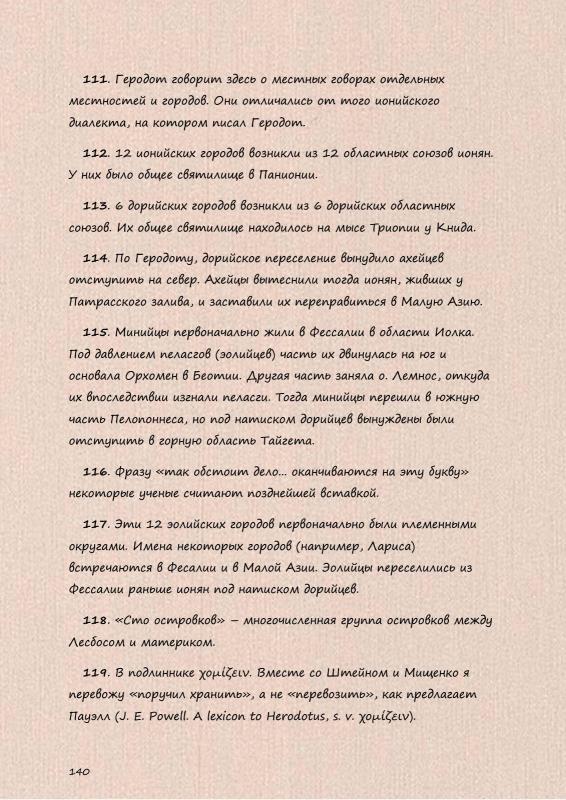 111. Геродот говорит здесь о местных говорах отдельных
местностей и городов. Они отличались от того ионийского
диалекта, на котором писал Геродот.
112. 12 ионийских городов возникли из 12 областных союзов ионян.
У них было общее святилище в Панионии.
113. 6 дорийских городов возникли из 6 дорийских областных
союзов. Их общее святилище находилось на мысе Триопии у Книда.
114. По Геродоту, дорийское переселение вынудило ахейцев
отступить на север. Ахейцы вытеснили тогда ионян, живших у
Патрасского залива, и заставили их переправиться в Малую Азию.
115. Минийцы первоначально жили в Фессалии в области Иолка.
Под давлением пеласгов (эолийцев) часть их двинулась на юг и
основала Орхомен в Беотии. Другая часть заняла о. Лемнос, откуда
их впоследствии изгнали пеласги. Тогда минийцы перешли в южную
часть Пелопоннеса, но под натиском дорийцев вынуждены были
отступить в горную область Тайгета.
116. Фразу «так обстоит дело... оканчиваются на эту букву»
некоторые ученые считают позднейшей вставкой.
117. Эти 12 эолийских городов первоначально были племенными
округами. Имена некоторых городов (например, Лариса)
встречаются в Фесалии и в Малой Азии. Эолийцы переселились из
Фессалии раньше ионян под натиском дорийцев.
118. «Сто островков» – многочисленная группа островков между
Лесбосом и материком.
119. В подлиннике χομίζειν. Вместе со Штейном и Мищенко я
перевожу «поручил хранить», а не «перевозить», как предлагает
Пауэлл (J. E. Powell. A lexicon to Herodotus, s. v. χομίζειν).
140